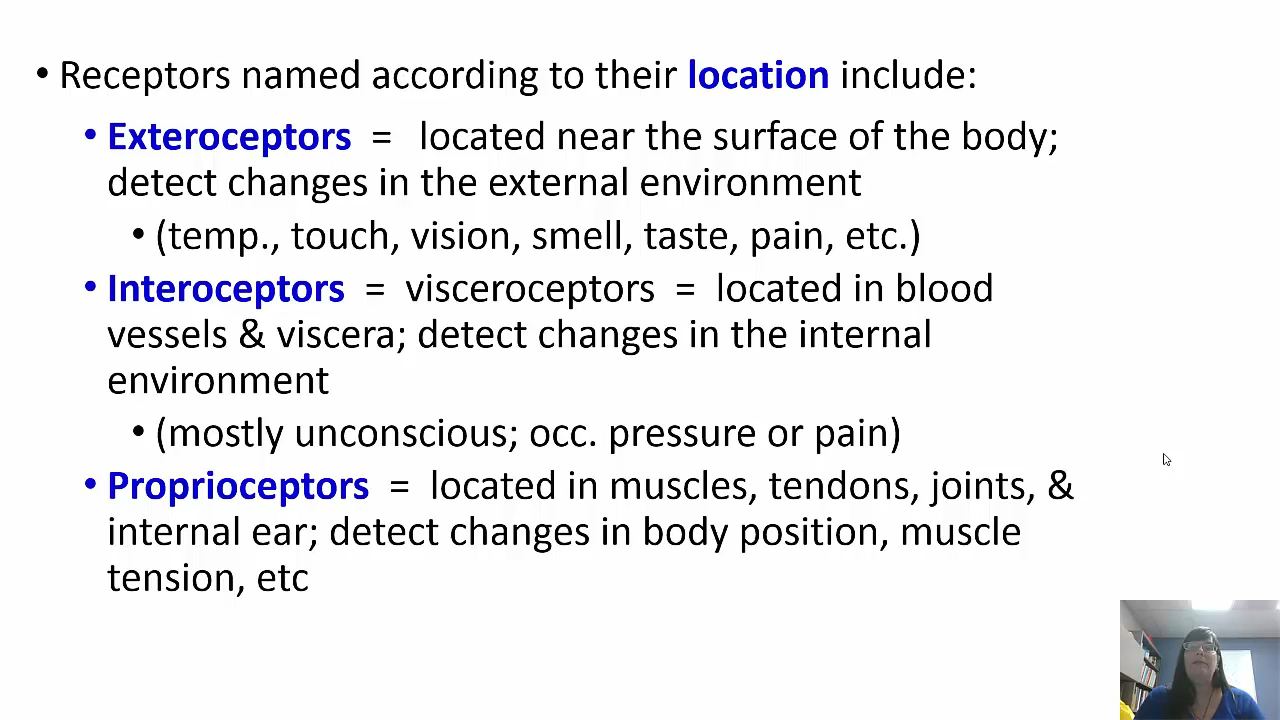 • Receptors named according to their location include:
• Exteroceptors = located near the surface of the body;
detect changes in the external environment
• (temp., touch, vision, smell, taste, pain, etc.)
• Interoceptors = visceroceptors = located in blood
vessels & viscera; detect changes in the internal
environment
• (mostly unconscious; occ. pressure or pain)
• Proprioceptors = located in muscles, tendons, joints, &
internal ear; detect changes in body position, muscle
tension, etc